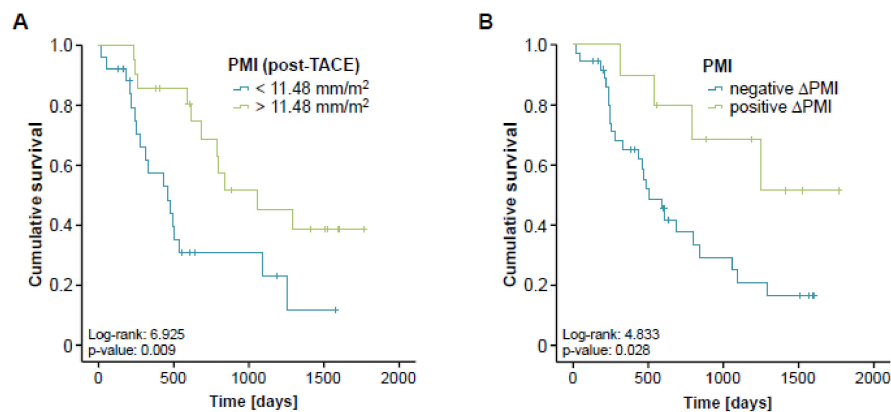 A
PMI (post-TACE)
< 11.48 mm/m²
> 11.48 mm/m²
Cumulative survival
1.0
0.8
0.6
0.4
0.2
0
Log-rank: 6.925
p-value: 0.009
0 500 1000 1500 2000
Time [days]
B
PMI
negative ΔPMI
positive ΔPMI
Cumulative survival
1.0
0.8
0.6
0.4
0.2
0
Log-rank: 4.833
p-value: 0.028
0 500 1000 1500 2000
Time [days]